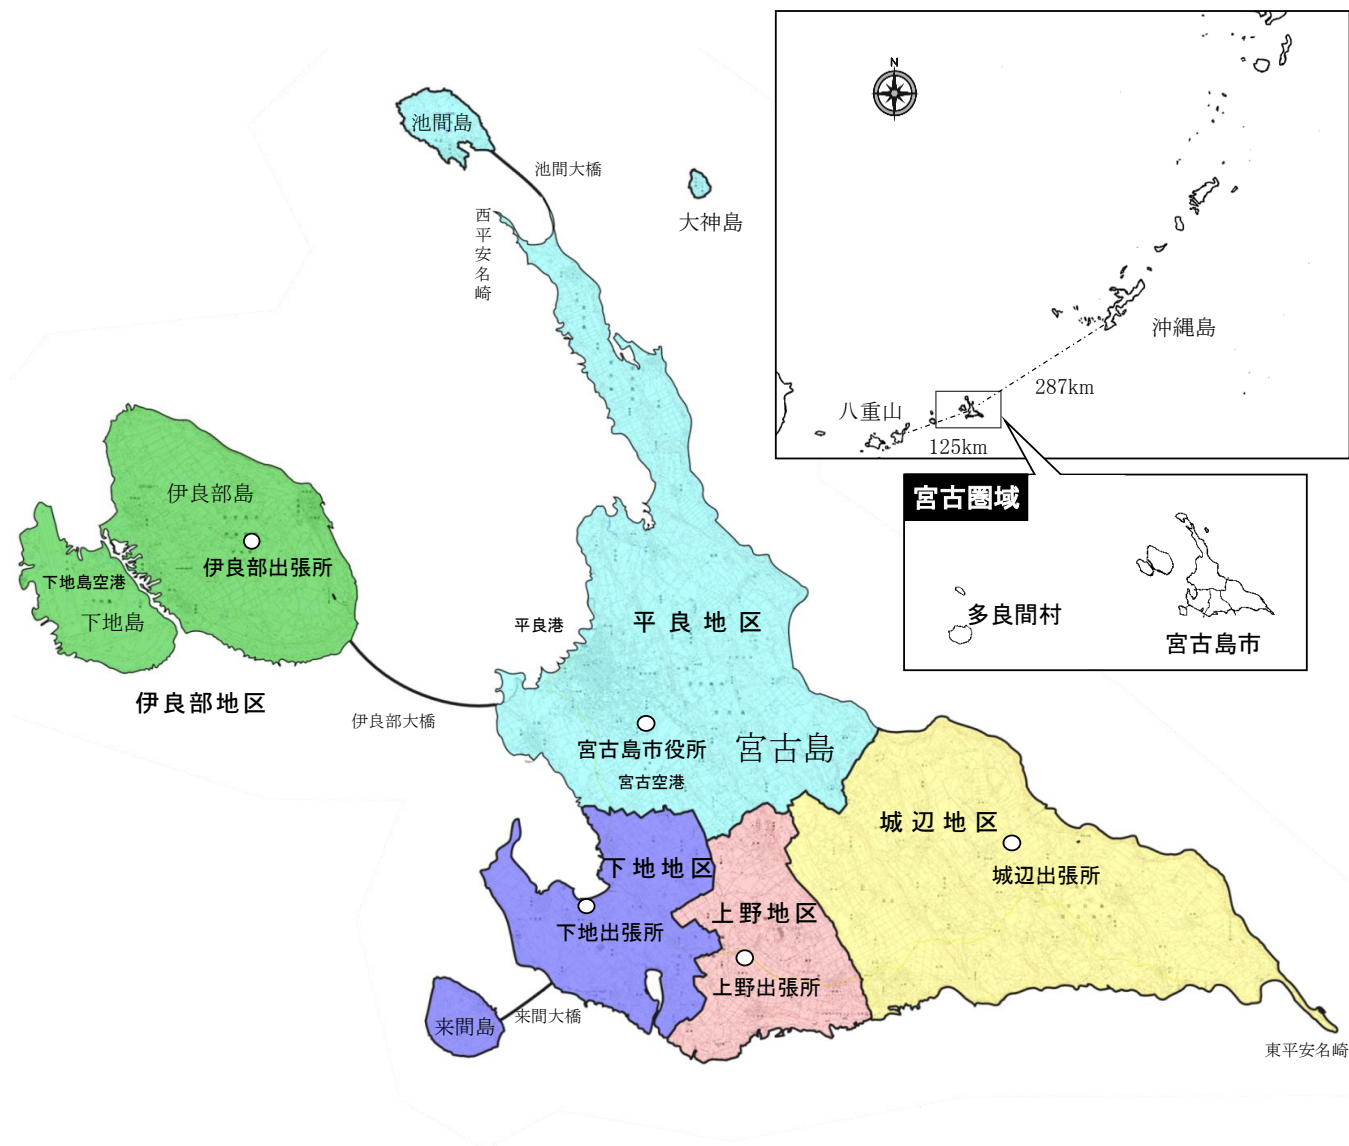 N
池間島
池間大橋
大神島
西平安名崎
沖縄島
287km
八重山
125km
宮古圏域
多良間村
宮古島市
伊良部島
伊良部出張所
下地島空港
下地島
伊良部地区
伊良部大橋
平良港
平良地区
宮古島市役所
宮古島
宮古空港
城辺地区
城辺出張所
下地地区
下地出張所
上野地区
上野出張所
来間島
来間大橋
東平安名崎